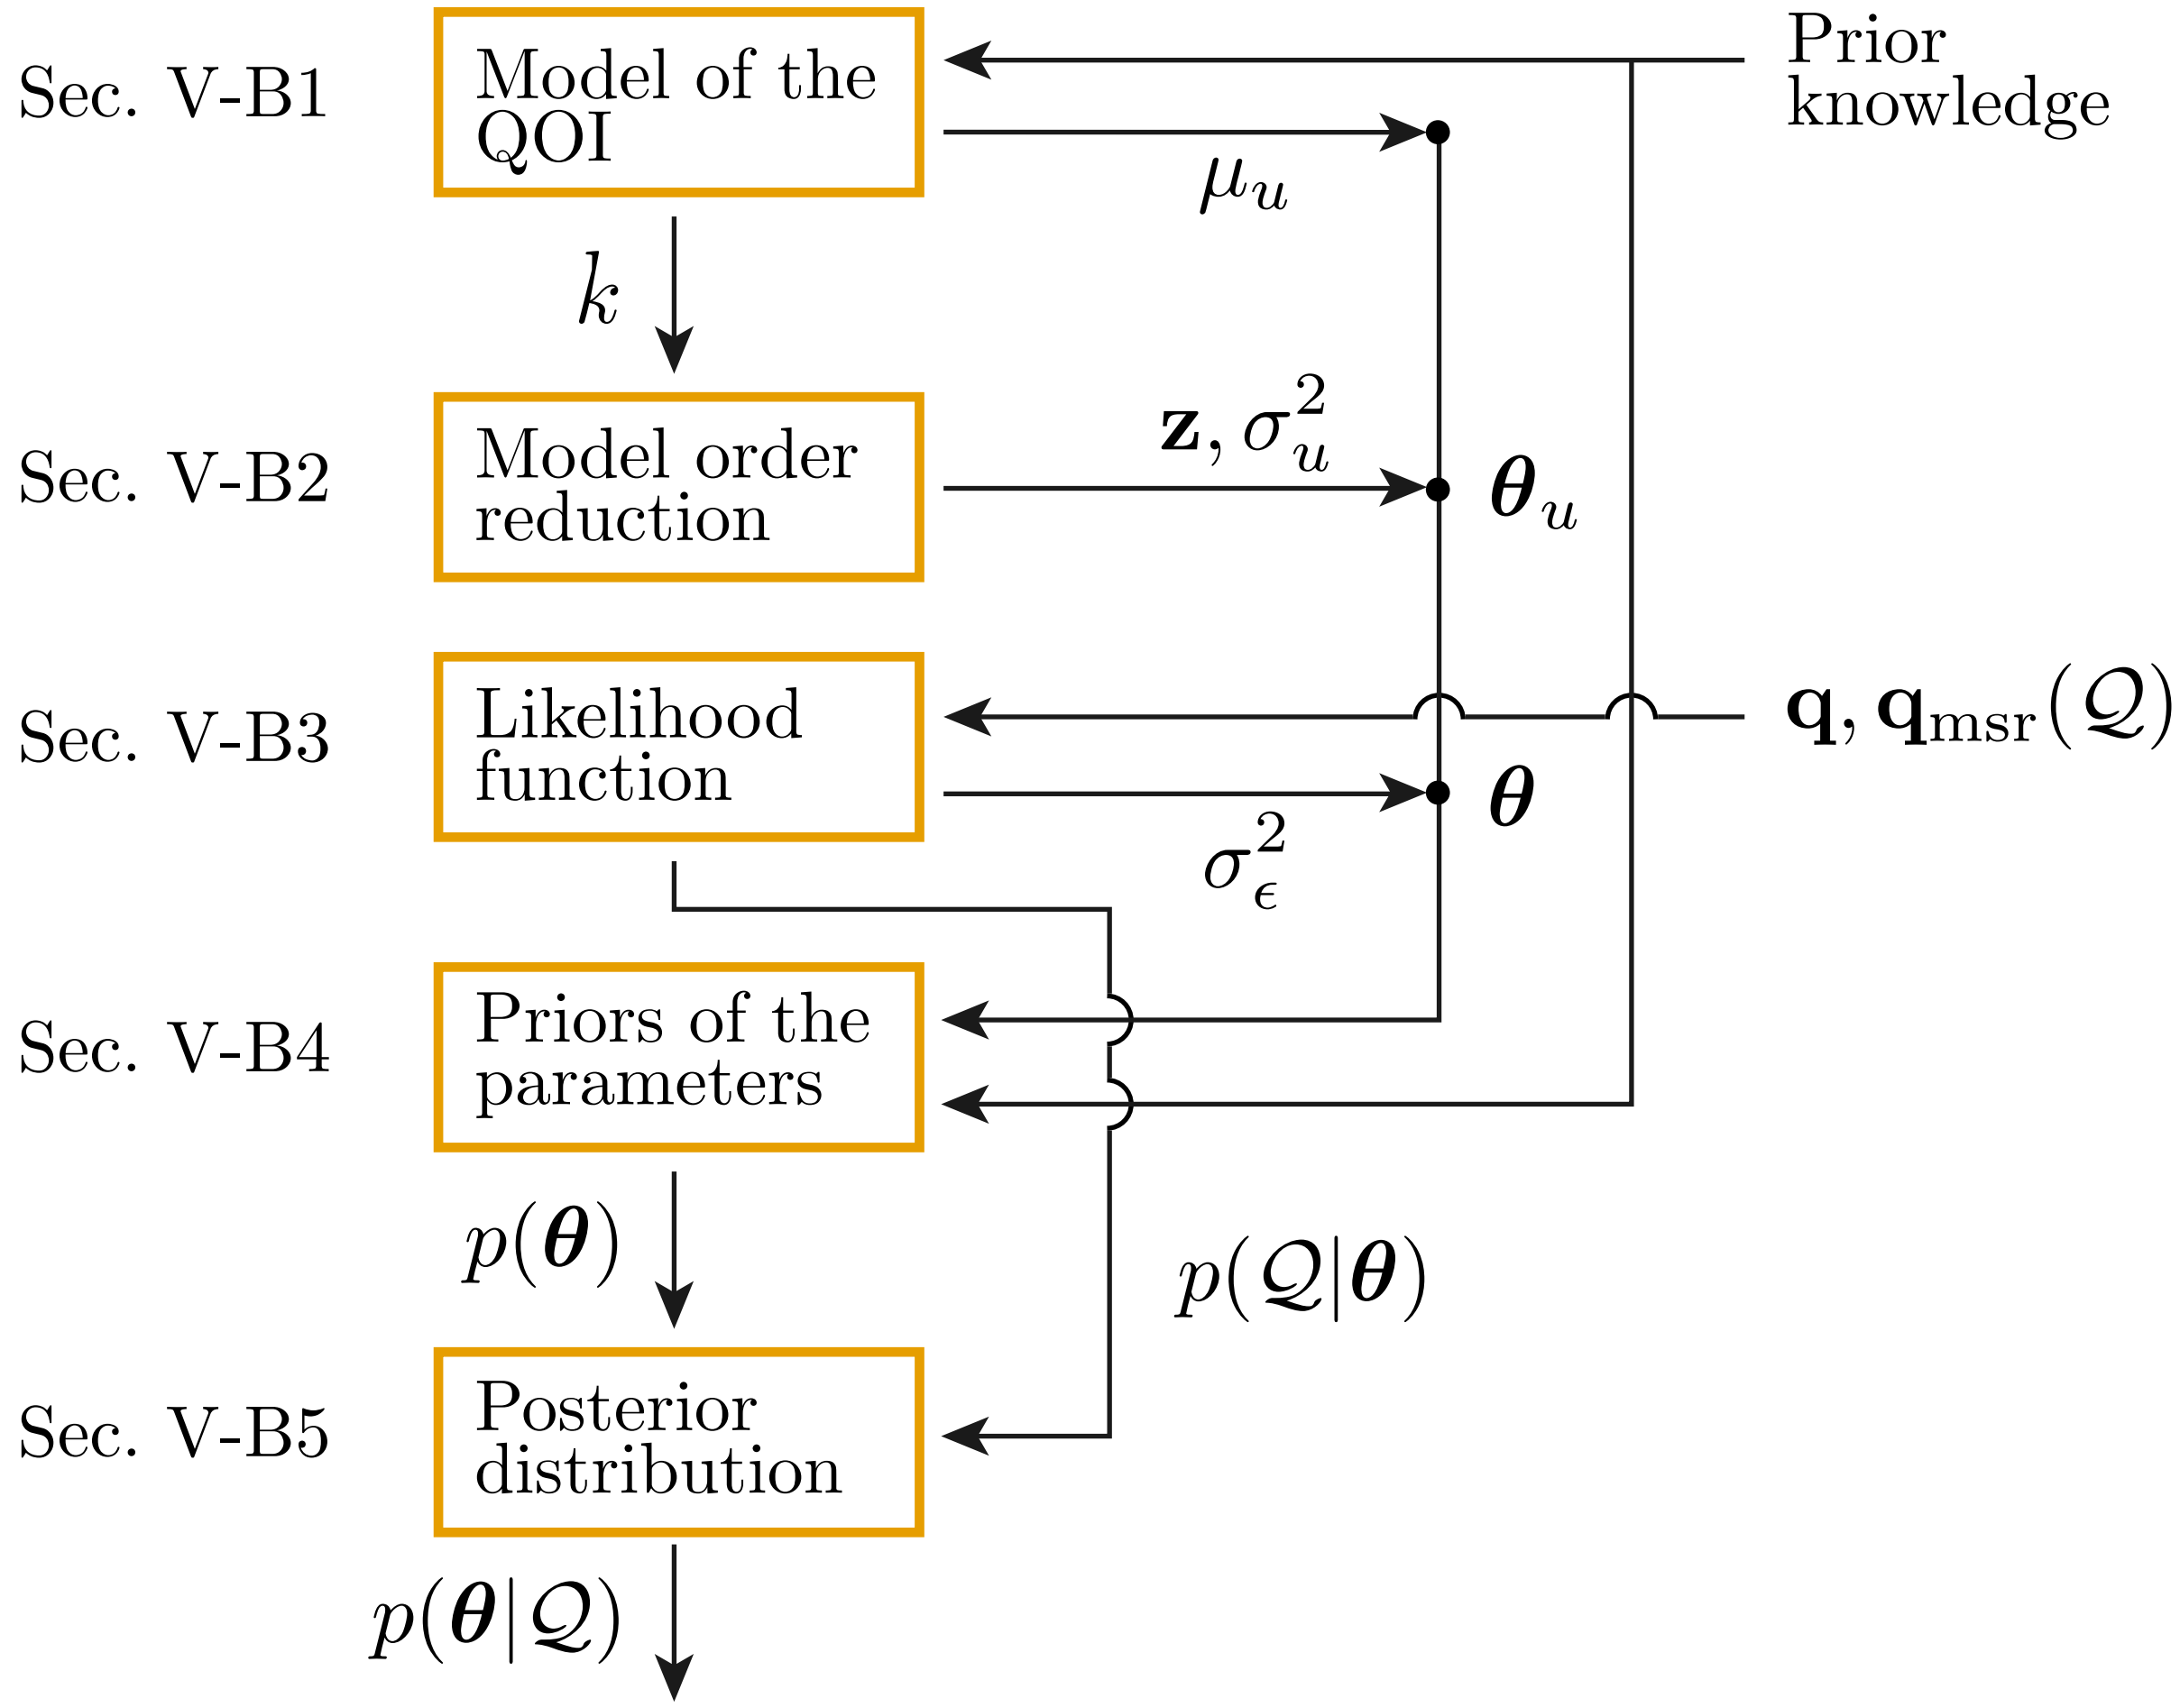 Sec. V-B1
Model of the
QOI
Prior
knowledge
μ_u
k
Sec. V-B2
Model order
reduction
z, σ_u^2
θ_u
Sec. V-B3
Likelihood
function
q, q_msr(𝒬)
θ
σ_ϵ^2
Sec. V-B4
Priors of the
parameters
p(θ)
p(𝒬|θ)
Sec. V-B5
Posterior
distribution
p(θ|𝒬)